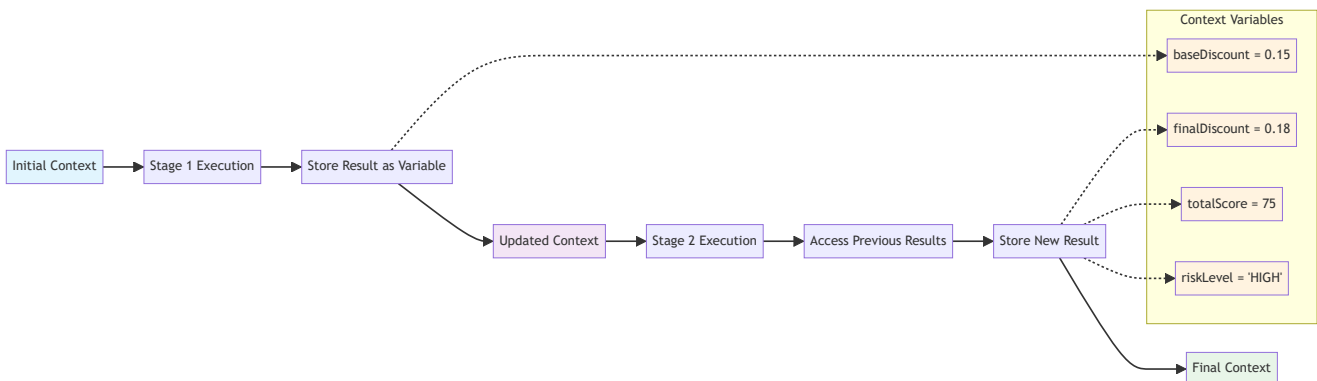 Context Variables
baseDiscount = 0.15
finalDiscount = 0.18
Initial Context
Stage 1 Execution
Store Result as Variable
totalScore = 75
Updated Context
Stage 2 Execution
Access Previous Results
Store New Result
riskLevel = 'HIGH'
Final Context